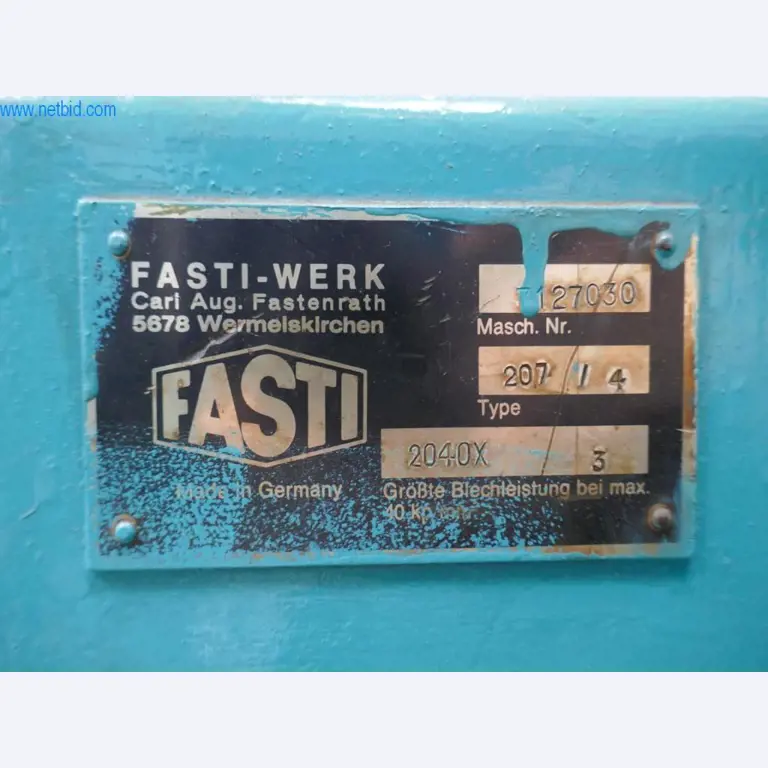 www.netbid.com
FASTI-WERK
Carl Aug. Fastenrath
5678 Wermelskirchen
127030
Masch. Nr.
207 / 4
Type
FASTI
2040X 3
Made in Germany
Größte Blechleistung bei max.
40